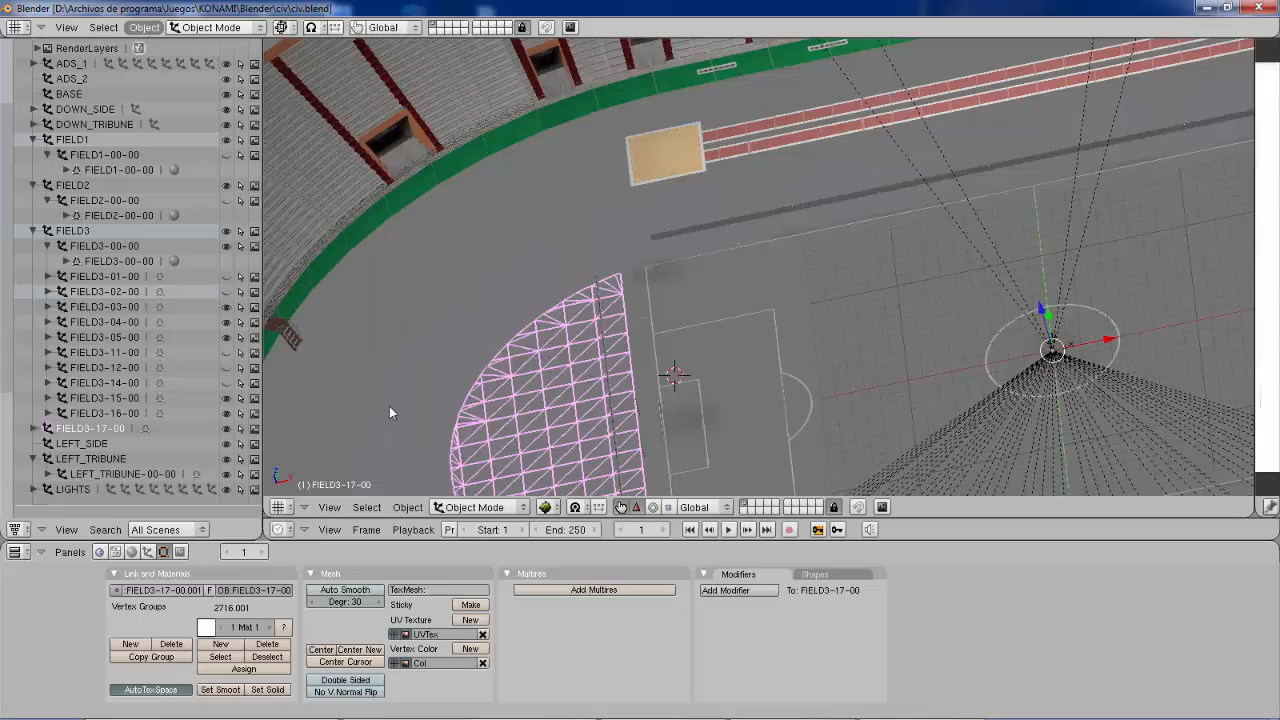 Blender [D:\Archivos de programa\Juegos\KONAMI\Blender\civ\civ.blend]
View Select Object Object Mode Global
RenderLayers
ADS_1
ADS_2
BASE
DOWN_SIDE
DOWN_TRIBUNE
FIELD1
FIELD1-00-00
FIELD1-00-00
FIELD2
FIELD2-00-00
FIELD2-00-00
FIELD3
FIELD3-00-00
FIELD3-00-00
FIELD3-01-00
FIELD3-02-00
FIELD3-03-00
FIELD3-04-00
FIELD3-05-00
FIELD3-11-00
FIELD3-12-00
FIELD3-14-00
FIELD3-15-00
FIELD3-16-00
FIELD3-17-00
LEFT_SIDE
LEFT_TRIBUNE
LEFT_TRIBUNE-00-00
LIGHTS
x
(1) FIELD3-17-00
View Select Object Object Mode Global
View Search All Scenes
View Frame Playback Pr Start: 1 End: 250 1
Panels 1
Link and Materials
:FIELD3-17-00.001 F OB:FIELD3-17-00
Vertex Groups 2716.001
1 Mat 1 ?
New Delete New Delete
Copy Group Select Deselect
Assign
AutoTexSpace Set Smoot Set Solid
Mesh
Auto Smooth TexMesh:
Degr: 30 Sticky Make
UV Texture New
UVTex
Center Center New Vertex Color New
Center Cursor Col
Double Sided
No V.Normal Flip
Multires
Add Multires
Modifiers Shapes
Add Modifier To: FIELD3-17-00